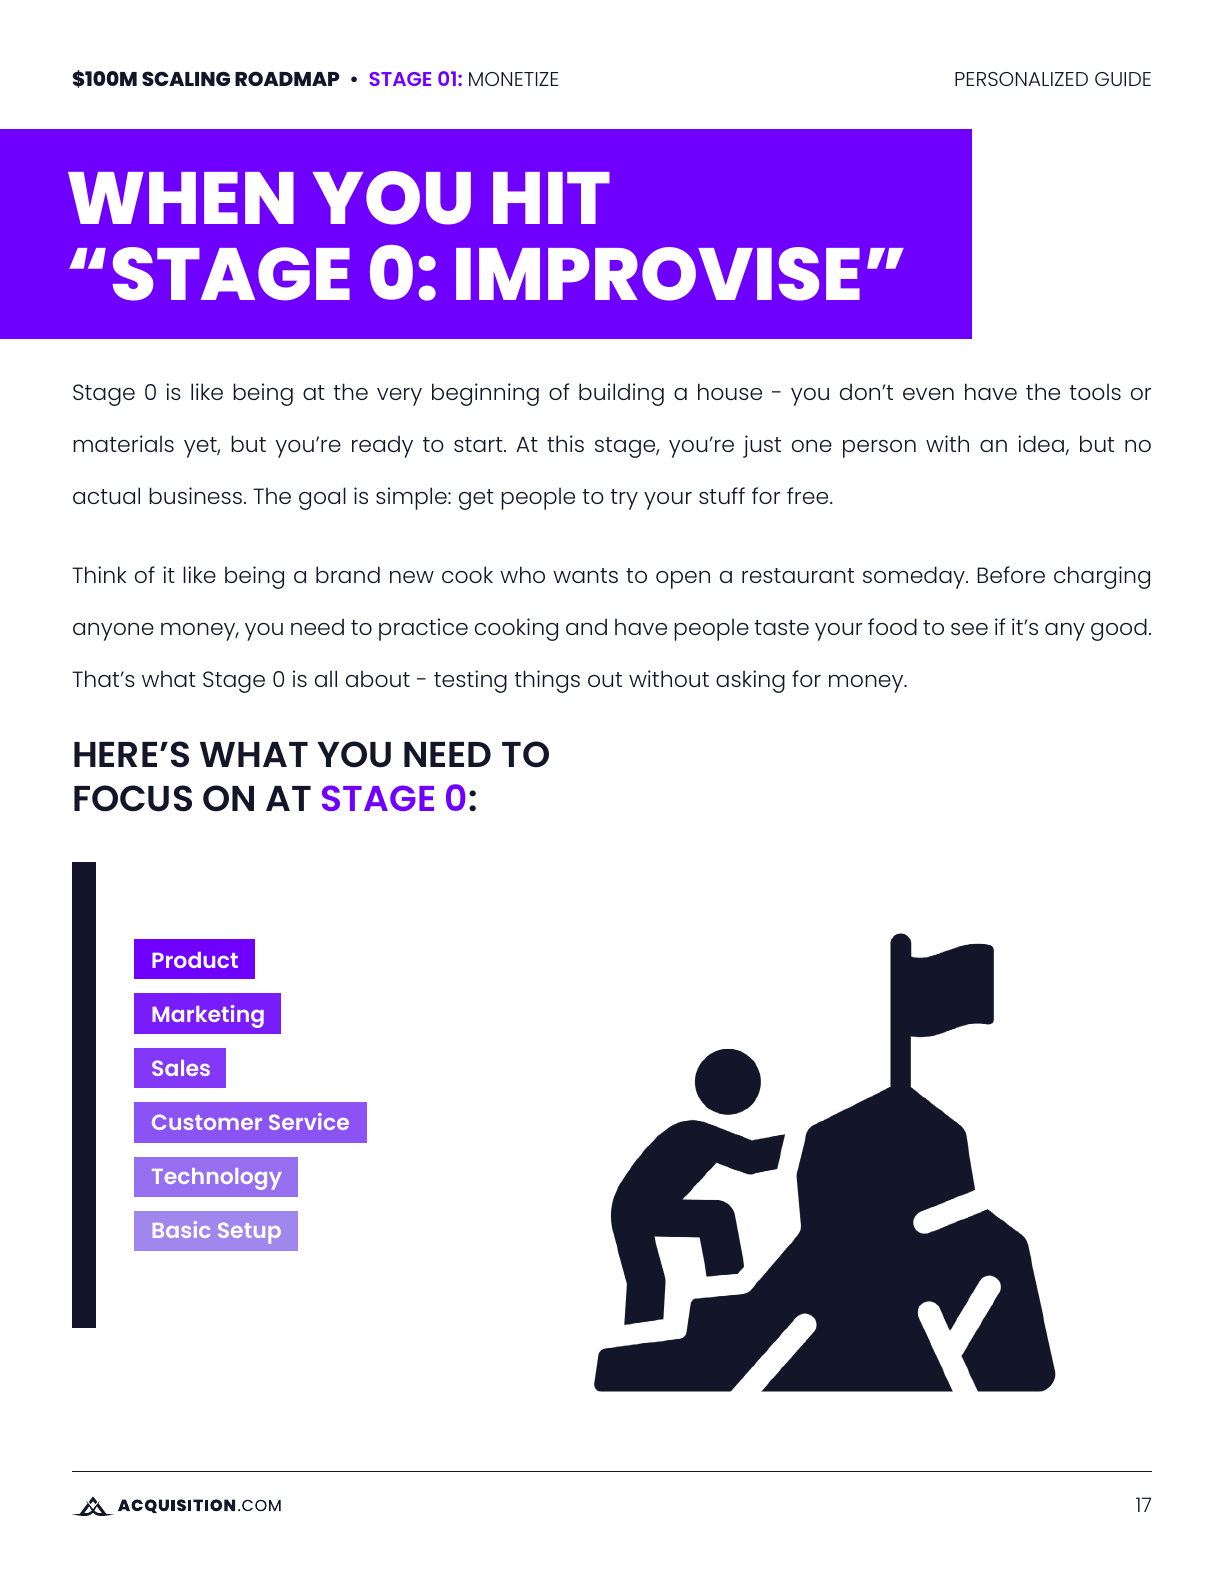 $100M SCALING ROADMAP • STAGE 01: MONETIZE
PERSONALIZED GUIDE
WHEN YOU HIT
“STAGE 0: IMPROVISE”
Stage 0 is like being at the very beginning of building a house - you don’t even have the tools or
materials yet, but you’re ready to start. At this stage, you’re just one person with an idea, but no
actual business. The goal is simple: get people to try your stuff for free.
Think of it like being a brand new cook who wants to open a restaurant someday. Before charging
anyone money, you need to practice cooking and have people taste your food to see if it’s any good.
That’s what Stage 0 is all about - testing things out without asking for money.
HERE’S WHAT YOU NEED TO
FOCUS ON AT STAGE 0:
Product
Marketing
Sales
Customer Service
Technology
Basic Setup
ACQUISITION.COM
17